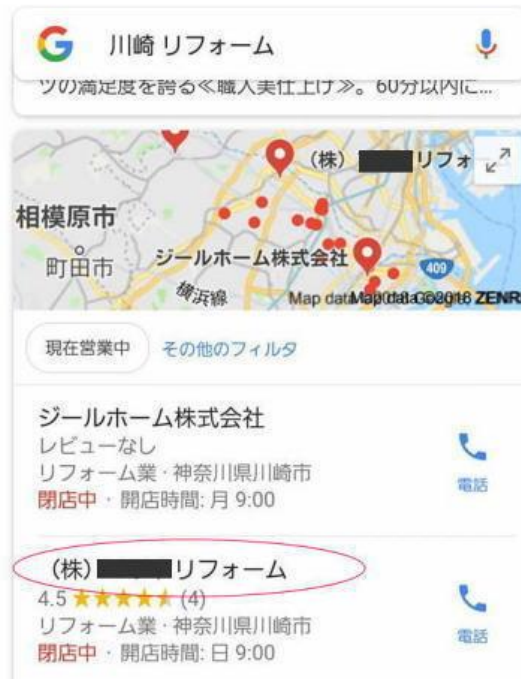 川崎 リフォーム
ツの満足度を誇る≪職人美仕上げ≫。60分以内に...
(株) リフォ
相模原市
町田市
ジールホーム株式会社
409
横浜線
Map data ©2018 ZENR
現在営業中 その他のフィルタ
ジールホーム株式会社
レビューなし
リフォーム業・神奈川県川崎市
電話
閉店中・開店時間: 月 9:00
(株) リフォーム
4.5 ★★★★★ (4)
リフォーム業・神奈川県川崎市
電話
閉店中・開店時間: 日 9:00